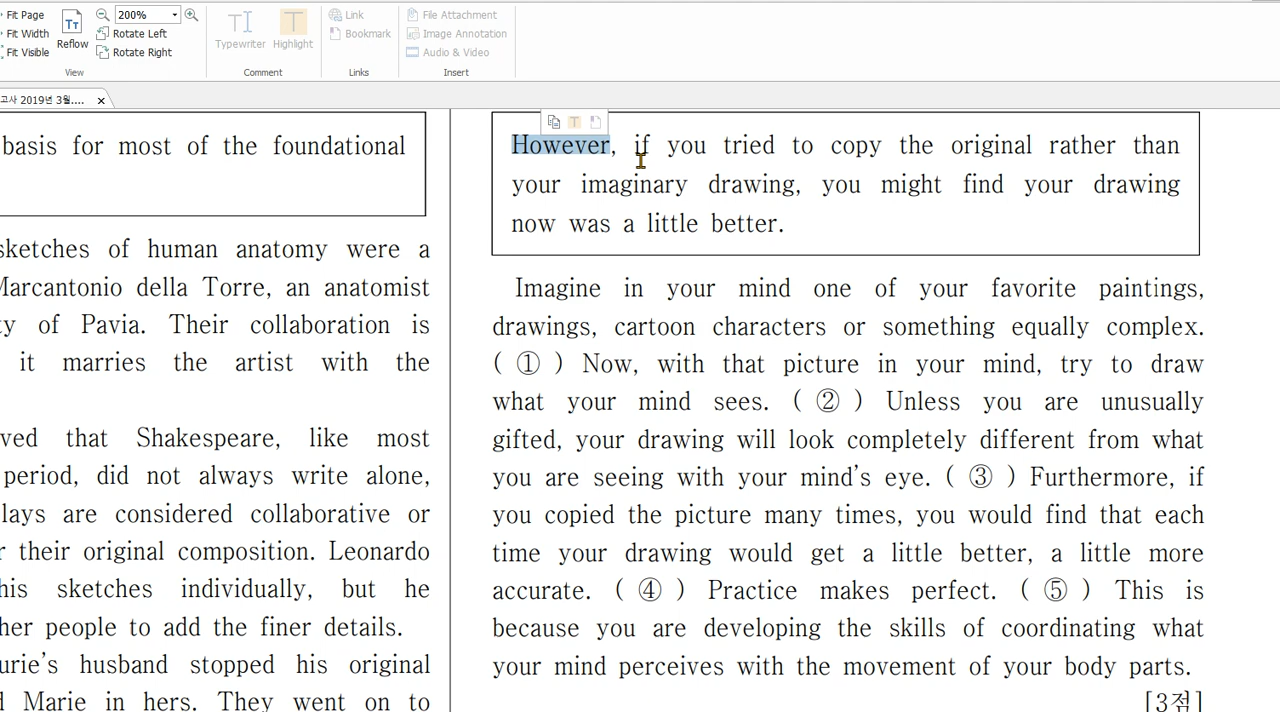 Fit Page
200%
Fit Width
Reflow
Rotate Left
Fit Visible
Rotate Right
View
Typewriter
Highlight
Comment
Link
Bookmark
Links
File Attachment
Image Annotation
Audio & Video
Insert
고사 2019년 3월....
basis for most of the foundational
sketches of human anatomy were a
Marcantonio della Torre, an anatomist
ty of Pavia. Their collaboration is
it marries the artist with the
ved that Shakespeare, like most
period, did not always write alone,
lays are considered collaborative or
r their original composition. Leonardo
his sketches individually, but he
her people to add the finer details.
urie's husband stopped his original
d Marie in hers. They went on to
However, if you tried to copy the original rather than
your imaginary drawing, you might find your drawing
now was a little better.
Imagine in your mind one of your favorite paintings,
drawings, cartoon characters or something equally complex.
( ① ) Now, with that picture in your mind, try to draw
what your mind sees. ( ② ) Unless you are unusually
gifted, your drawing will look completely different from what
you are seeing with your mind's eye. ( ③ ) Furthermore, if
you copied the picture many times, you would find that each
time your drawing would get a little better, a little more
accurate. ( ④ ) Practice makes perfect. ( ⑤ ) This is
because you are developing the skills of coordinating what
your mind perceives with the movement of your body parts.
[3점]